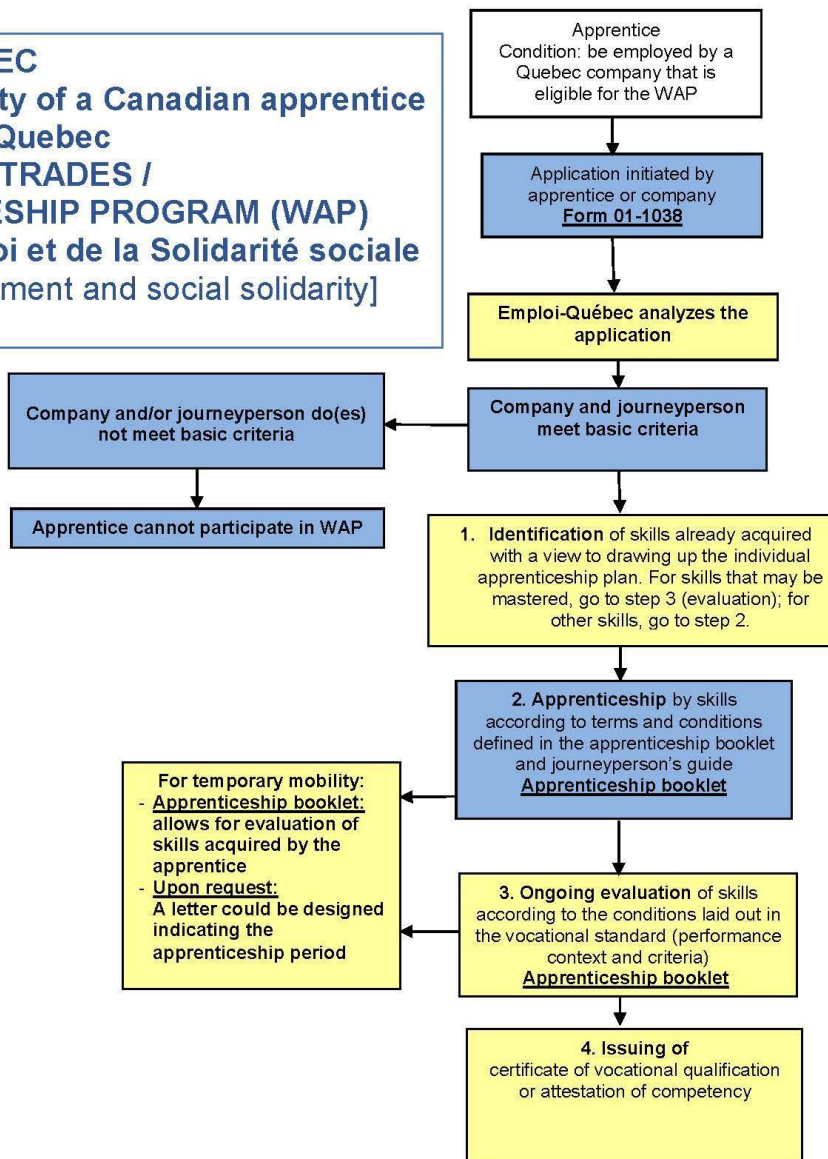 EC
ty of a Canadian apprentice
Quebec
TRADES /
ESHIP PROGRAM (WAP)
oi et de la Solidarité sociale
ment and social solidarity]
Apprentice
Condition: be employed by a
Quebec company that is
eligible for the WAP
Application initiated by
apprentice or company
Form 01-1038
Emploi-Québec analyzes the
application
Company and journeyperson
meet basic criteria
Company and/or journeyperson do(es)
not meet basic criteria
Apprentice cannot participate in WAP
1. Identification of skills already acquired
with a view to drawing up the individual
apprenticeship plan. For skills that may be
mastered, go to step 3 (evaluation); for
other skills, go to step 2.
2. Apprenticeship by skills
according to terms and conditions
defined in the apprenticeship booklet
and journeyperson's guide
Apprenticeship booklet
For temporary mobility:
- Apprenticeship booklet:
allows for evaluation of
skills acquired by the
apprentice
- Upon request:
A letter could be designed
indicating the
apprenticeship period
3. Ongoing evaluation of skills
according to the conditions laid out in
the vocational standard (performance
context and criteria)
Apprenticeship booklet
4. Issuing of
certificate of vocational qualification
or attestation of competency